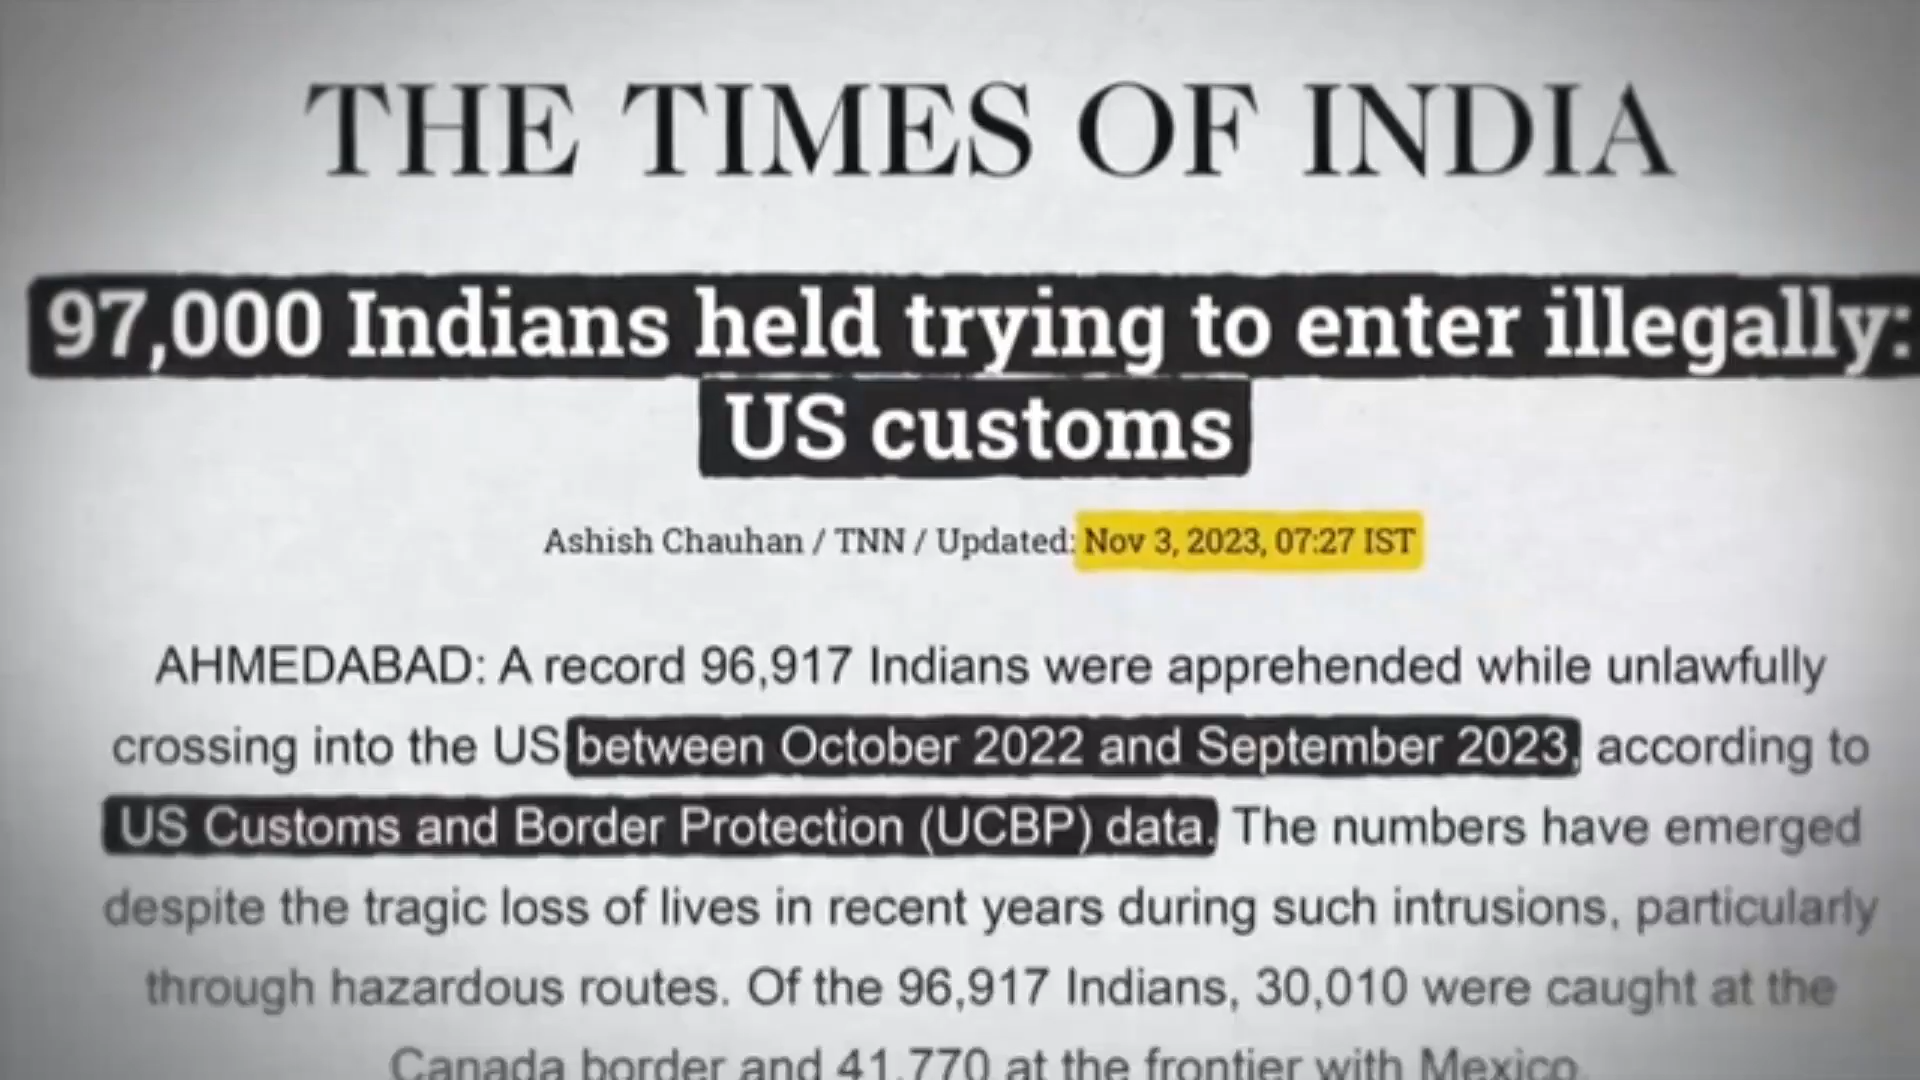 THE TIMES OF INDIA
97,000 Indians held trying to enter illegally:
US customs
Ashish Chauhan / TNN / Updated: Nov 3, 2023, 07:27 IST
AHMEDABAD: A record 96,917 Indians were apprehended while unlawfully
crossing into the US between October 2022 and September 2023, according to
US Customs and Border Protection (UCBP) data. The numbers have emerged
despite the tragic loss of lives in recent years during such intrusions, particularly
through hazardous routes. Of the 96,917 Indians, 30,010 were caught at the
Canada border and 41,770 at the frontier with Mexico.